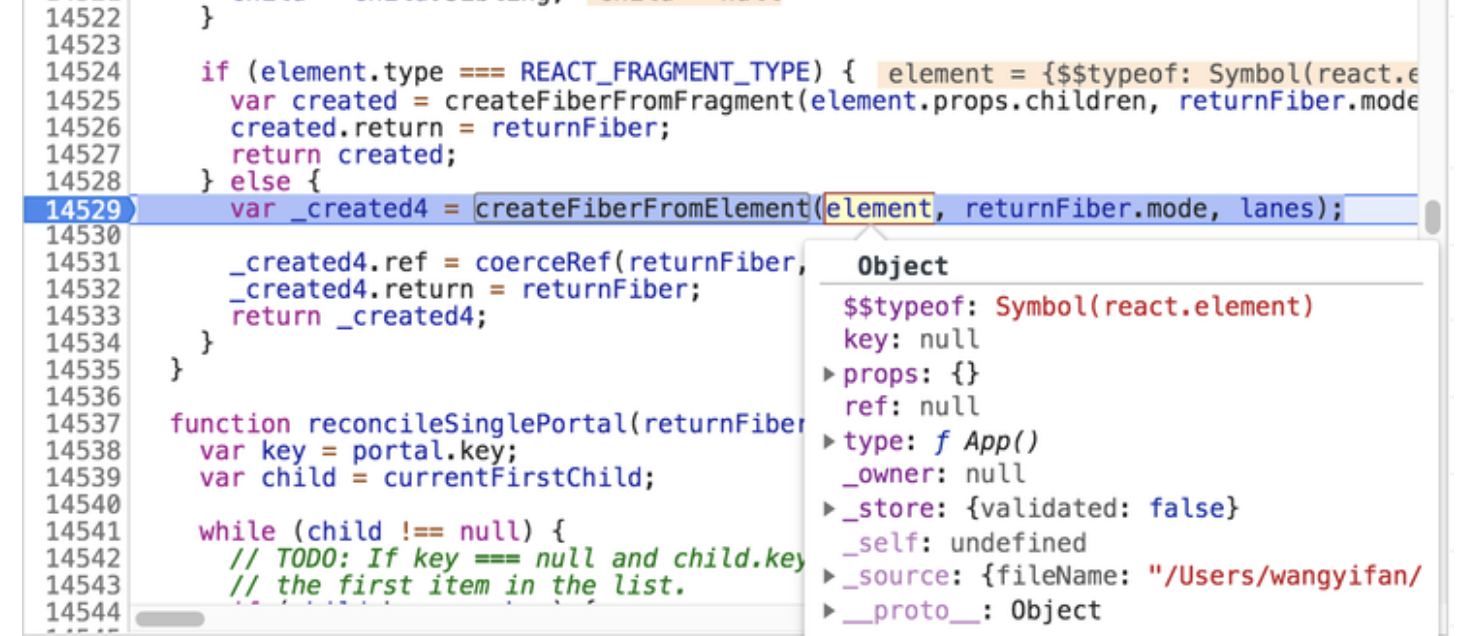 14522 }
14523
14524 if (element.type === REACT_FRAGMENT_TYPE) { element = {$$typeof: Symbol(react.e
14525 var created = createFiberFromFragment(element.props.children, returnFiber.mode
14526 created.return = returnFiber;
14527 return created;
14528 } else {
14529 var _created4 = createFiberFromElement(element, returnFiber.mode, lanes);
14530
14531 _created4.ref = coerceRef(returnFiber,
14532 _created4.return = returnFiber;
14533 return _created4;
14534 }
14535 }
14536
14537 function reconcileSinglePortal(returnFiber
14538 var key = portal.key;
14539 var child = currentFirstChild;
14540
14541 while (child !== null) {
14542 // TODO: If key === null and child.key
14543 // the first item in the list.
14544
Object
$$typeof: Symbol(react.element)
key: null
props: {}
ref: null
type: ƒ App()
_owner: null
_store: {validated: false}
_self: undefined
_source: {fileName: "/Users/wangyifan/
__proto__: Object